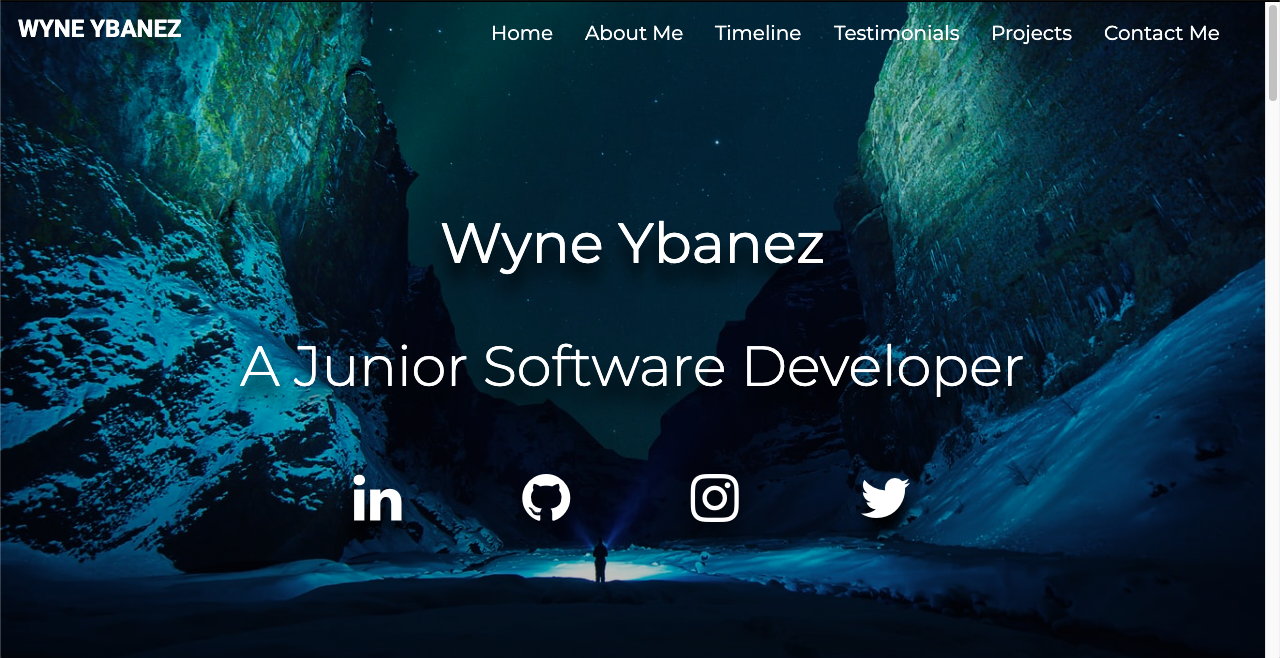 WYNE YBANEZ
Home About Me Timeline Testimonials Projects Contact Me
Wyne Ybanez
A Junior Software Developer
in